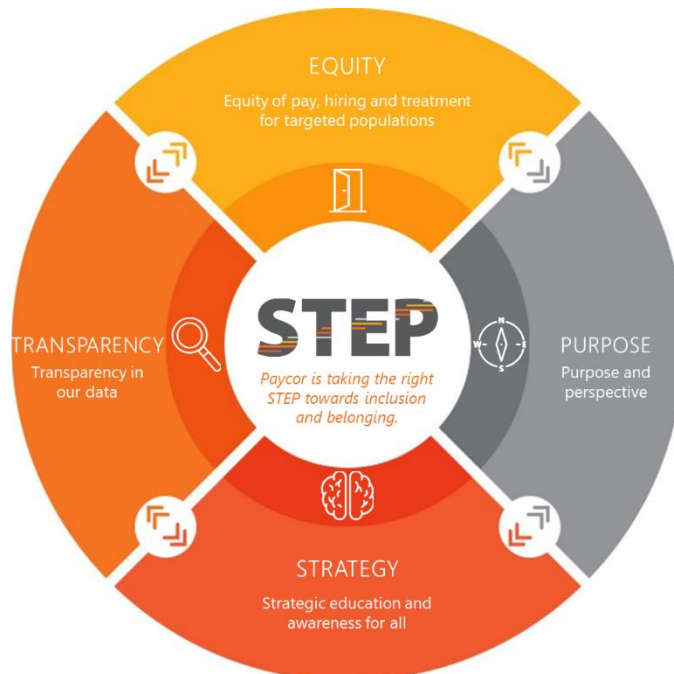 EQUITY
Equity of pay, hiring and treatment
for targeted populations
TRANSPARENCY
Transparency in
our data
STEP
Paycor is taking the right
STEP towards inclusion
and belonging.
N
W
E
S
PURPOSE
Purpose and
perspective
STRATEGY
Strategic education and
awareness for all